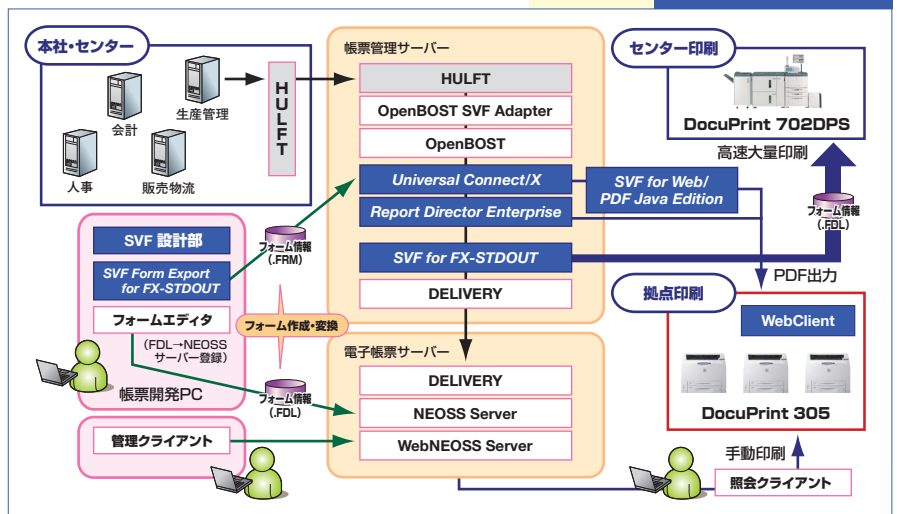 本社・センター
会計
生産管理
人事
販売物流
HULFT
帳票管理サーバー
HULFT
OpenBOST SVF Adapter
OpenBOST
Universal Connect/X
Report Director Enterprise
SVF for FX-STDOUT
DELIVERY
SVF for Web/
PDF Java Edition
センター印刷
DocuPrint 702DPS
高速大量印刷
フォーム情報
(.FDL)
PDF出力
拠点印刷
WebClient
DocuPrint 305
手動印刷
照会クライアント
SVF 設計部
SVF Form Export
for FX-STDOUT
フォームエディタ
(FDL→NEOSS
サーバー登録)
帳票開発PC
フォーム情報
(.FRM)
フォーム作成・変換
フォーム情報
(.FDL)
管理クライアント
電子帳票サーバー
DELIVERY
NEOSS Server
WebNEOSS Server